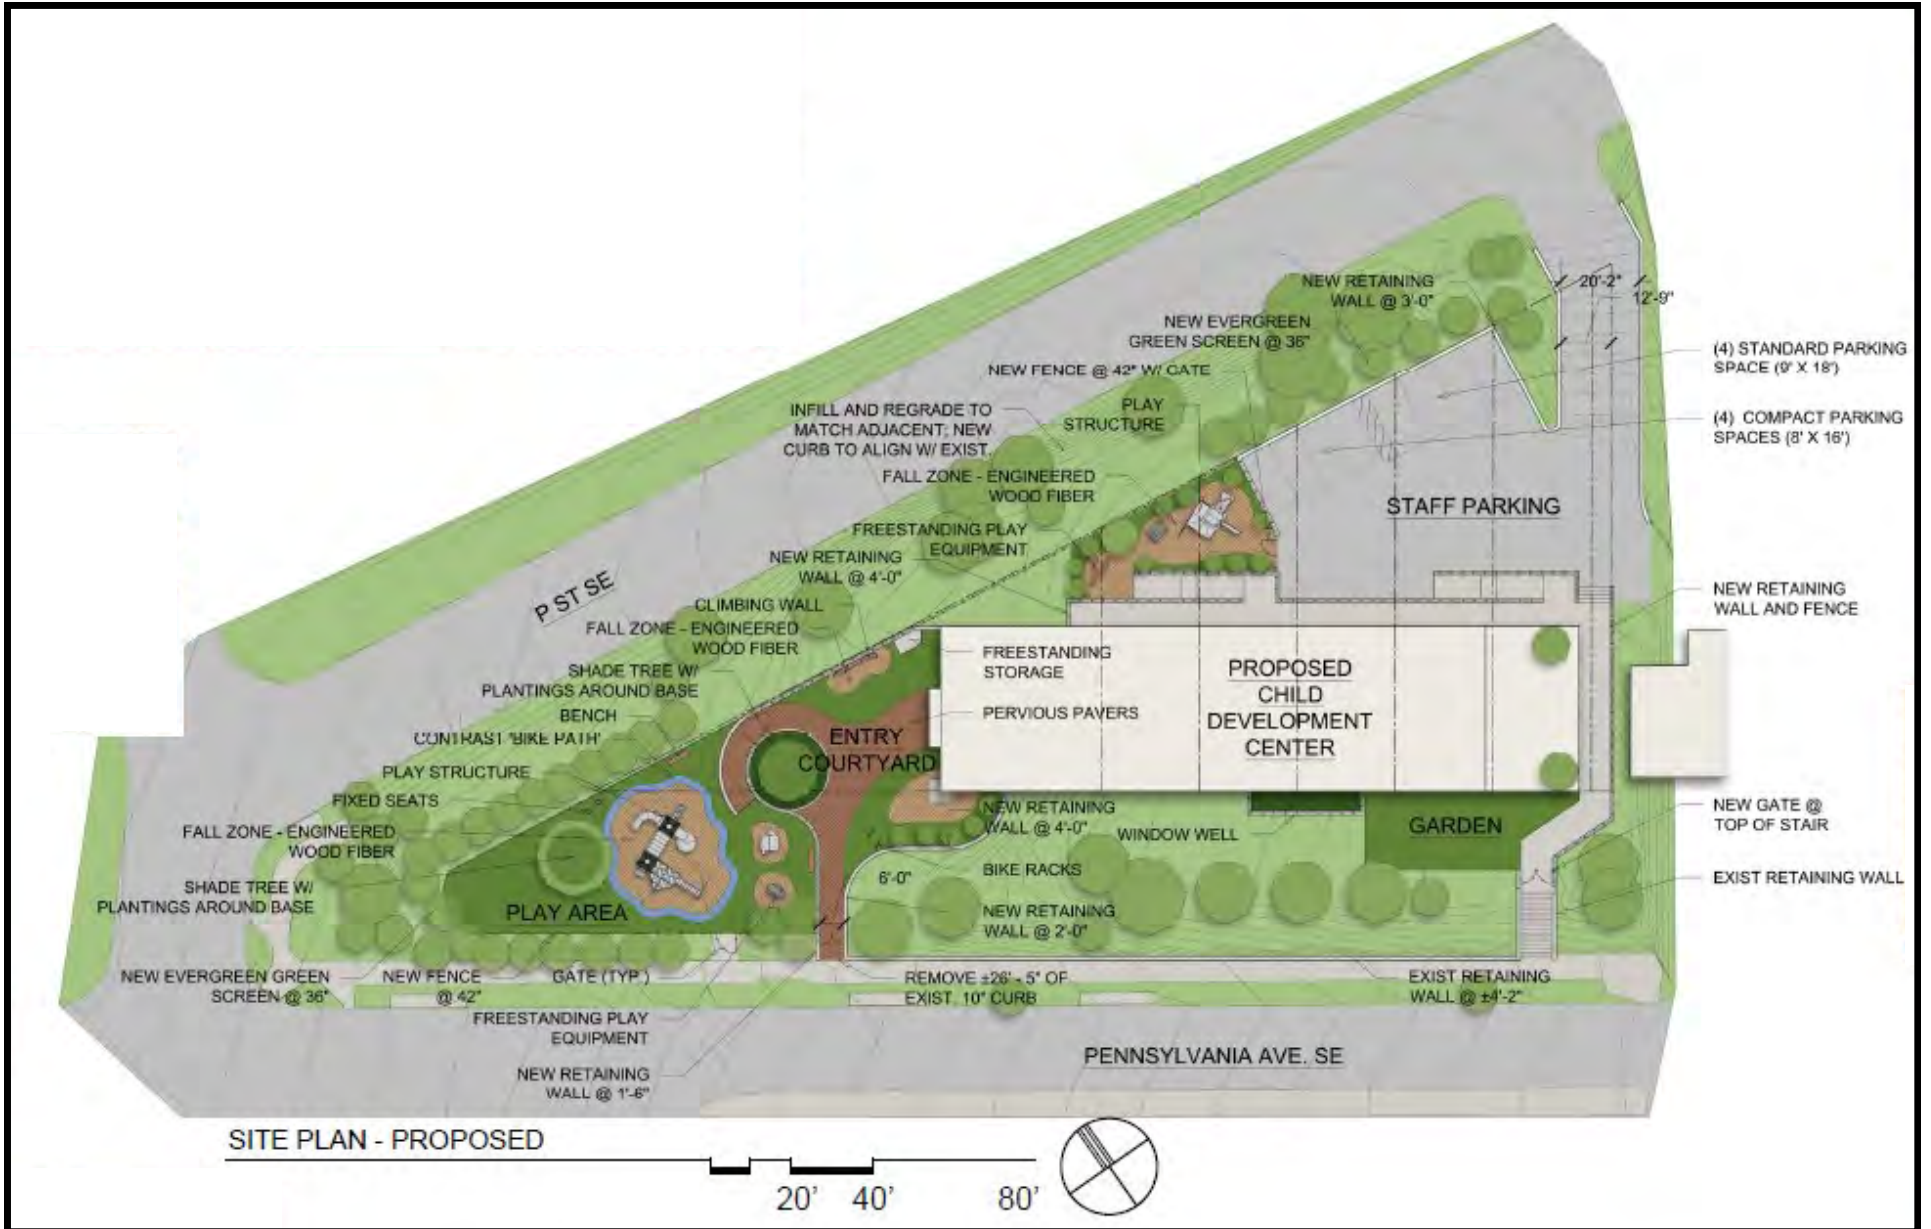 NEW RETAINING
WALL @ 3'-0"
20'-2"
12'-9"
NEW EVERGREEN
GREEN SCREEN @ 36"
(4) STANDARD PARKING
SPACE (9' X 18')
NEW FENCE @ 42" W/ GATE
INFILL AND REGRADE TO
MATCH ADJACENT; NEW
CURB TO ALIGN W/ EXIST.
PLAY
STRUCTURE
(4) COMPACT PARKING
SPACES (8' X 16')
FALL ZONE - ENGINEERED
WOOD FIBER
STAFF PARKING
FREESTANDING PLAY
EQUIPMENT
NEW RETAINING
WALL @ 4'-0"
P ST SE
NEW RETAINING
WALL AND FENCE
CLIMBING WALL
FALL ZONE - ENGINEERED
WOOD FIBER
FREESTANDING
STORAGE
PROPOSED
CHILD
DEVELOPMENT
CENTER
SHADE TREE W/
PLANTINGS AROUND BASE
BENCH
PERVIOUS PAVERS
CONTRAST 'BIKE PATH'
ENTRY
COURTYARD
PLAY STRUCTURE
FIXED SEATS
NEW RETAINING
WALL @ 4'-0"
NEW GATE @
TOP OF STAIR
FALL ZONE - ENGINEERED
WOOD FIBER
WINDOW WELL
GARDEN
BIKE RACKS
6'-0"
EXIST RETAINING WALL
SHADE TREE W/
PLANTINGS AROUND BASE
PLAY AREA
NEW RETAINING
WALL @ 2'-0"
NEW EVERGREEN GREEN
SCREEN @ 36"
NEW FENCE
@ 42"
GATE (TYP.)
REMOVE ±26' - 5" OF
EXIST. 10" CURB
EXIST RETAINING
WALL @ ±4'-2"
FREESTANDING PLAY
EQUIPMENT
PENNSYLVANIA AVE. SE
NEW RETAINING
WALL @ 1'-6"
SITE PLAN - PROPOSED
20' 40' 80'